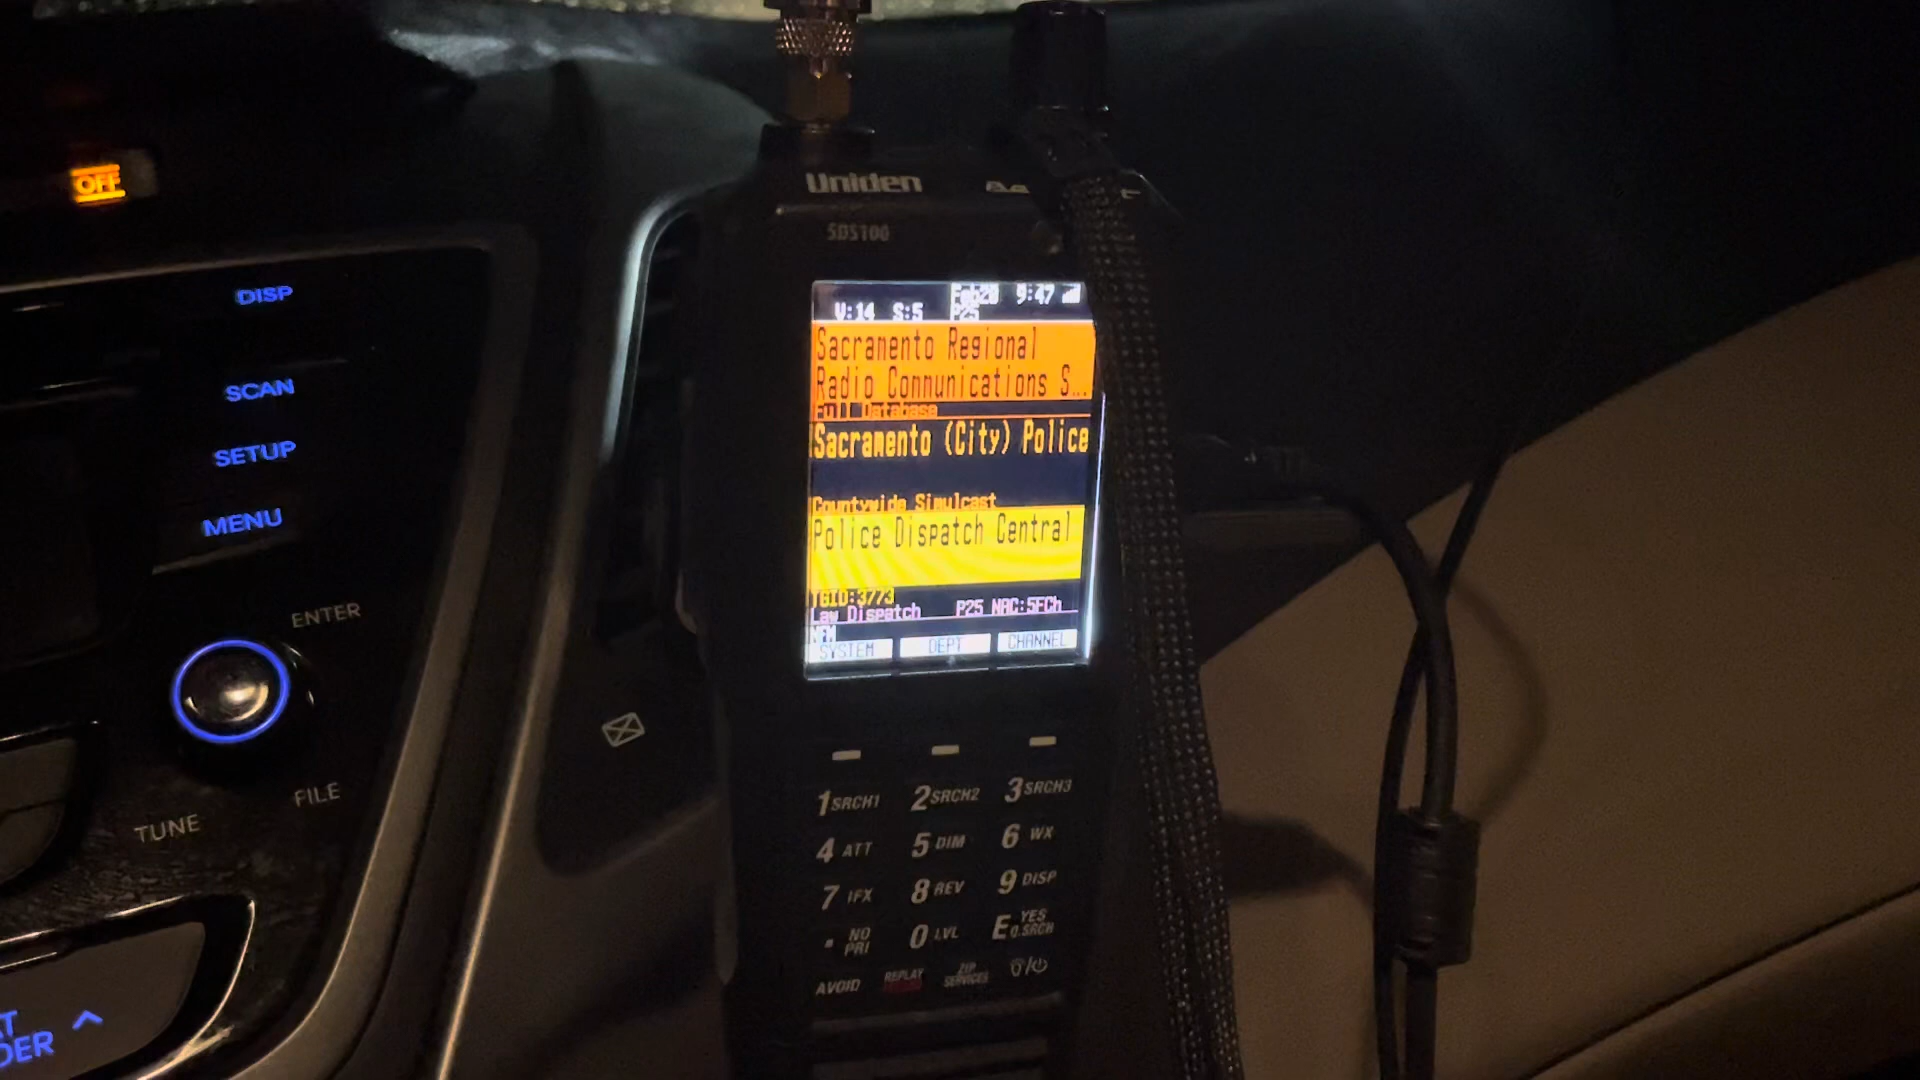 OFF
DISP
SCAN
SETUP
MENU
ENTER
FILE
TUNE
Uniden
SDS100
Feb20 9:47
V:14 S:5 P25
Sacramento Regional
Radio Communications S...
Full Database
Sacramento (City) Police
Countywide Simulcast
Police Dispatch Central
TGID:3773
Law Dispatch P25 NAC:5FCh
NFM
SYSTEM DEPT CHANNEL
1 SRCH1 2 SRCH2 3 SRCH3
4 ATT 5 DIM 6 WX
7 IFX 8 REV 9 DISP
. NO PRI 0 LVL E YES Q.SRCH
AVOID REPLAY ZIP SERVICES